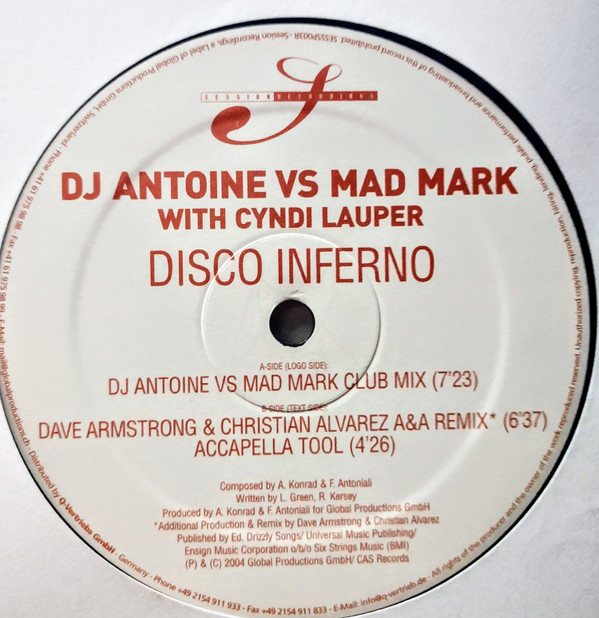 SESSION RECORDINGS
DJ ANTOINE VS MAD MARK
WITH CYNDI LAUPER
DISCO INFERNO
A-SIDE (LOGO SIDE):
DJ ANTOINE VS MAD MARK CLUB MIX (7'23)
B-SIDE (TEXT SIDE):
DAVE ARMSTRONG & CHRISTIAN ALVAREZ A&A REMIX* (6'37)
ACCAPELLA TOOL (4'26)
Composed by A. Konrad & F. Antoniali
Written by L. Green, R. Kersey
Produced by A. Konrad & F. Antoniali for Global Productions GmbH
*Additional Production & Remix by Dave Armstrong & Christian Alvarez
Published by Ed. Drizzly Songs/ Universal Music Publishing/
Ensign Music Corporation o/b/o Six Strings Music (BMI)
(P) & (C) 2004 Global Productions GmbH/ CAS Records
SESSP003R - Session Recordings, a Label of Global Productions GmbH, Switzerland - Phone +41 61 975 98 98 - Fax +41 61 975 98 99 - E-Mail: mail@globalproductions.ch - Distributed by Q-Vertriebs GmbH, Germany - Phone +49 2154 911 933 - Fax +49 2154 911 833 - E-Mail: info@q-vertrieb.de - All rights of the producer and the owner of the work reproduced reserved. Unauthorized copying, reproduction, hiring, lending, public performance and broadcasting of this record prohibited.